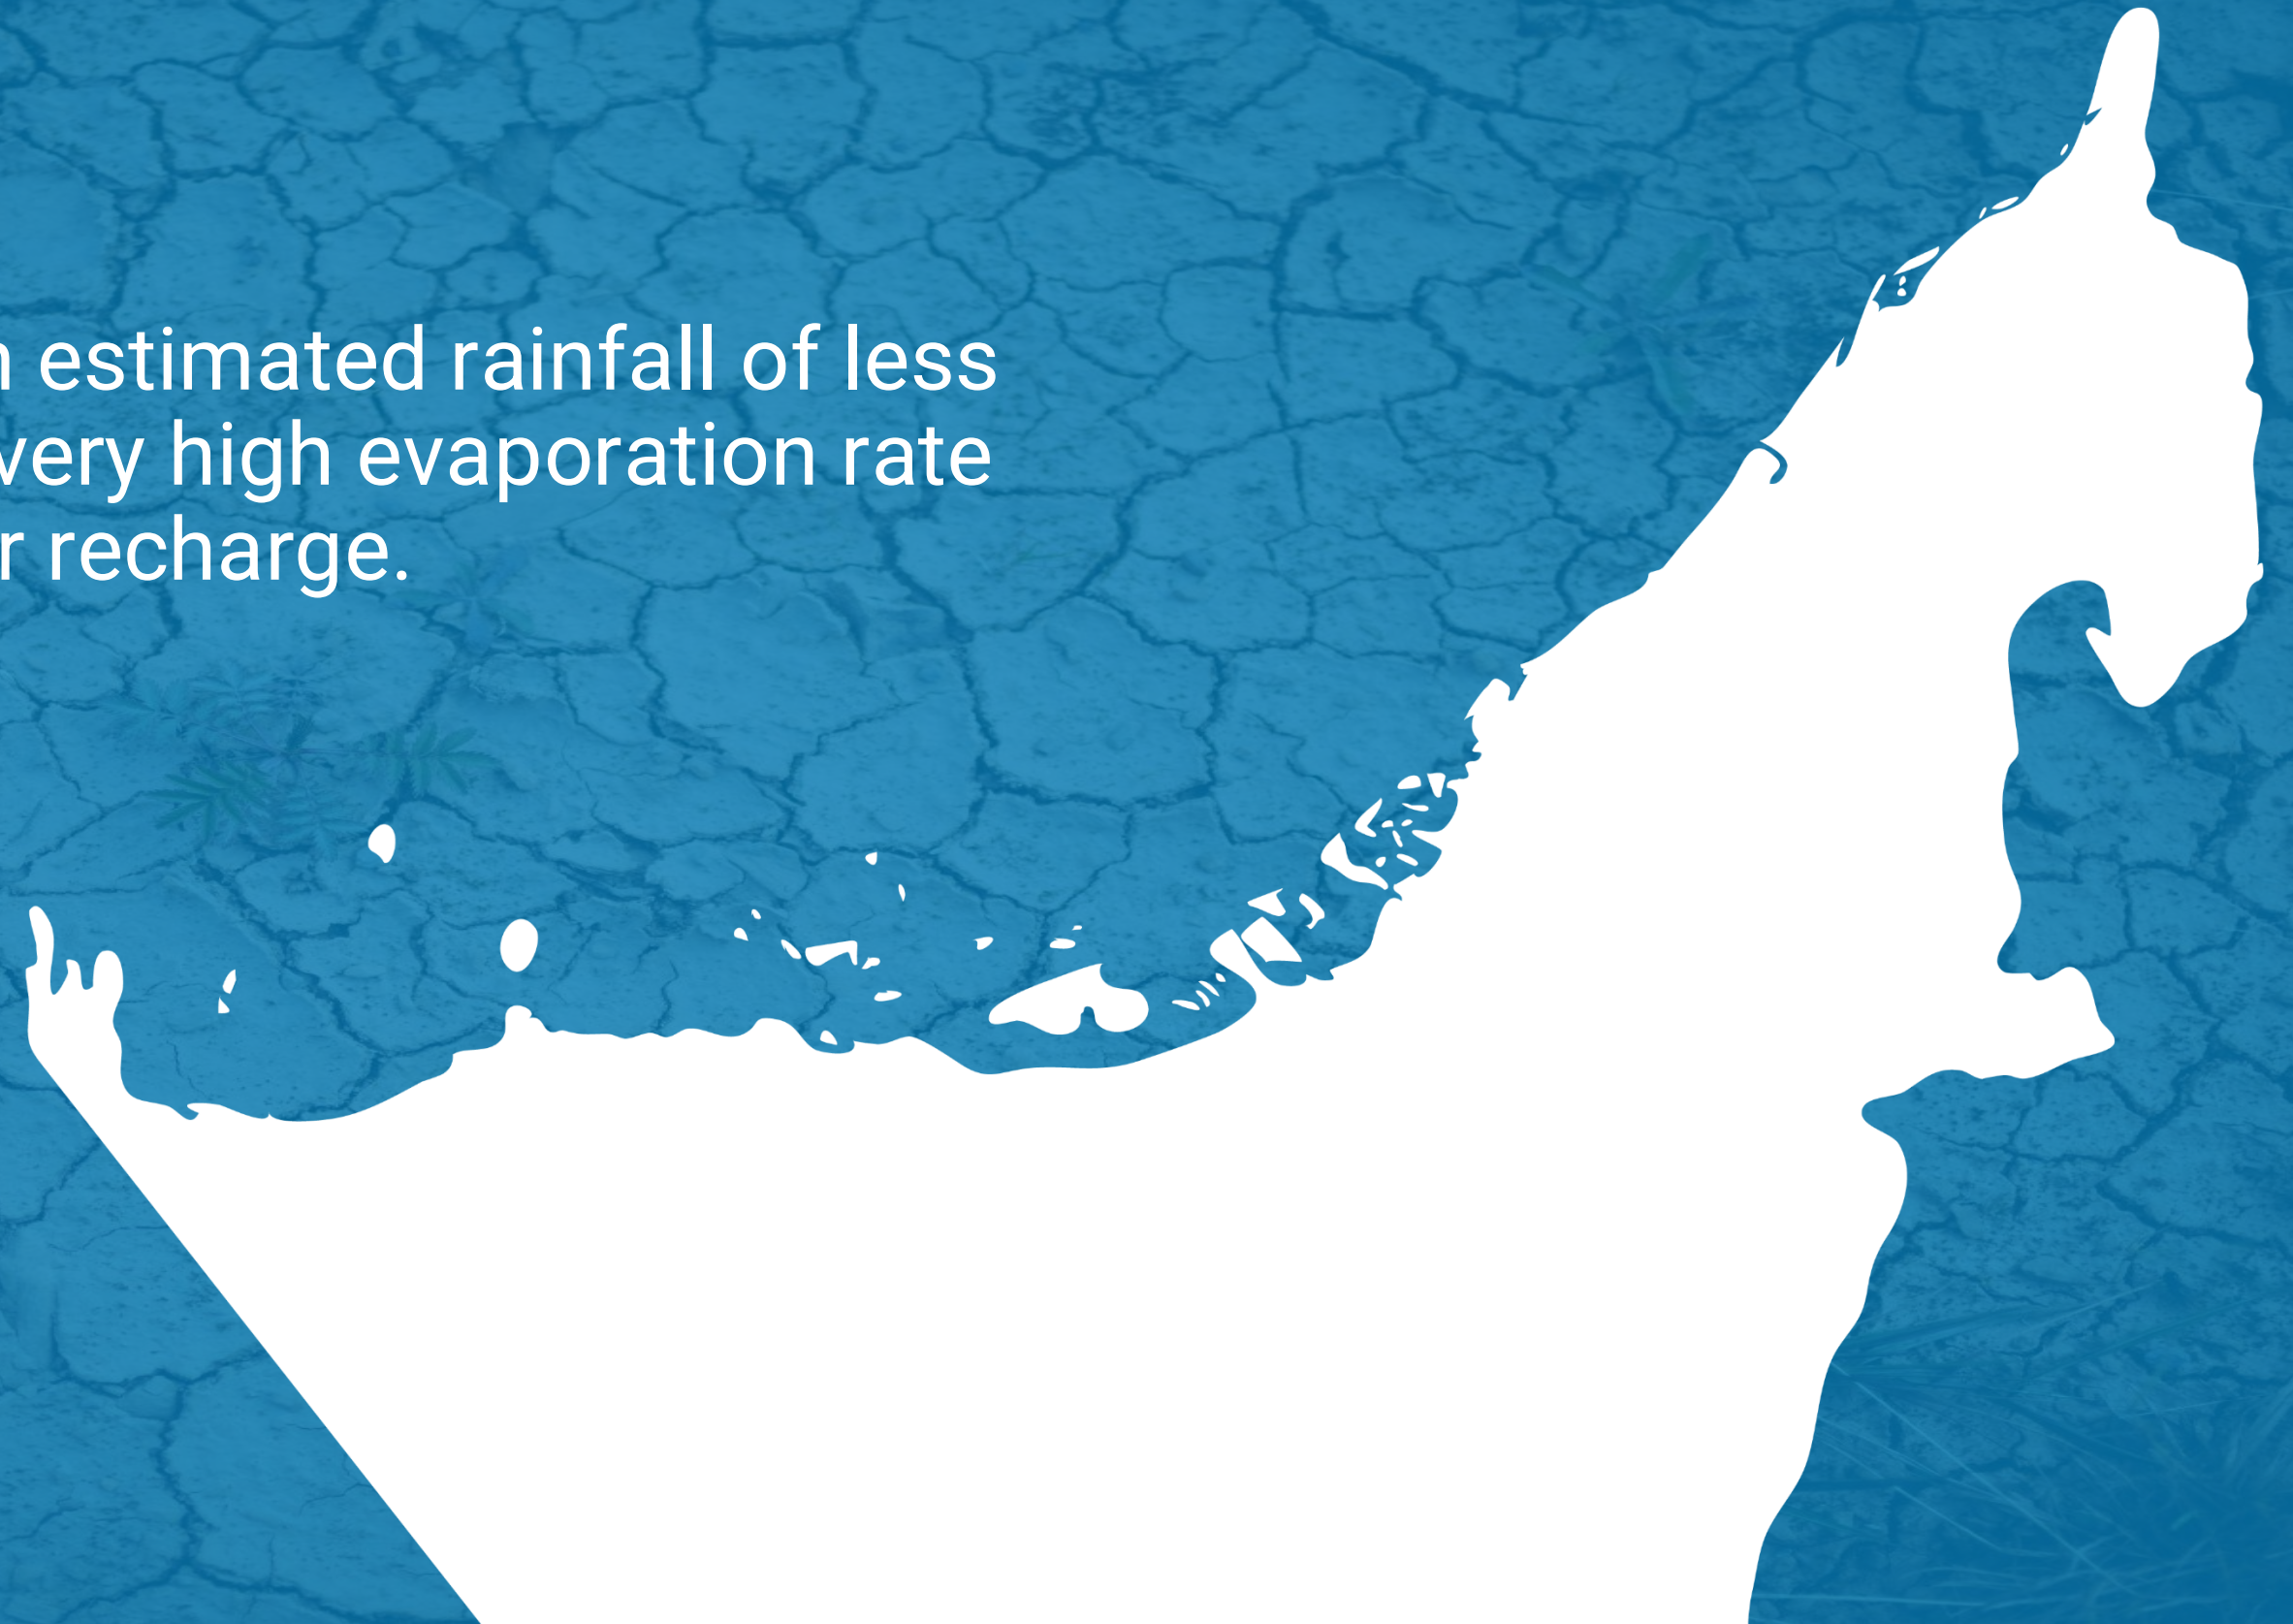 estimated rainfall of less
very high evaporation rate
r recharge.